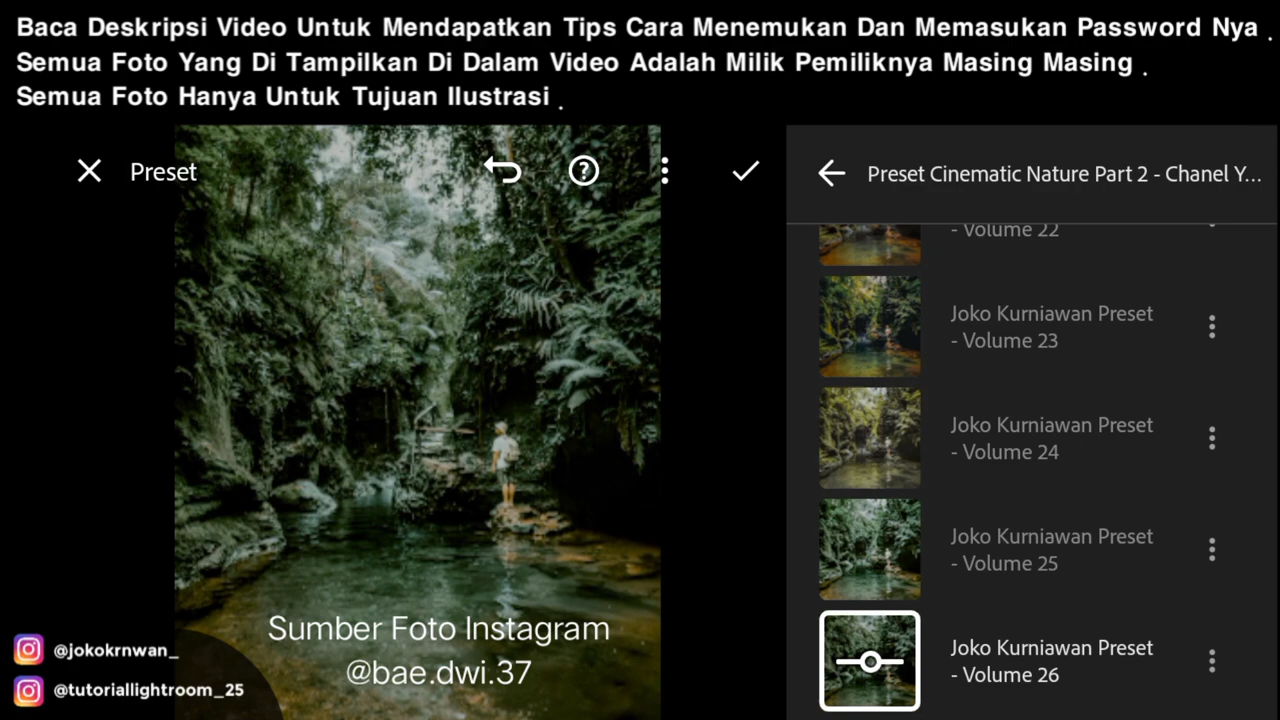 Baca Deskripsi Video Untuk Mendapatkan Tips Cara Menemukan Dan Memasukan Password Nya .
Semua Foto Yang Di Tampilkan Di Dalam Video Adalah Milik Pemiliknya Masing Masing .
Semua Foto Hanya Untuk Tujuan Ilustrasi .
Preset
Preset Cinematic Nature Part 2 - Chanel Y...
- Volume 22
Joko Kurniawan Preset
- Volume 23
Joko Kurniawan Preset
- Volume 24
Joko Kurniawan Preset
- Volume 25
Joko Kurniawan Preset
- Volume 26
Sumber Foto Instagram
@bae.dwi.37
@jokokrnwan_
@tutoriallightroom_25